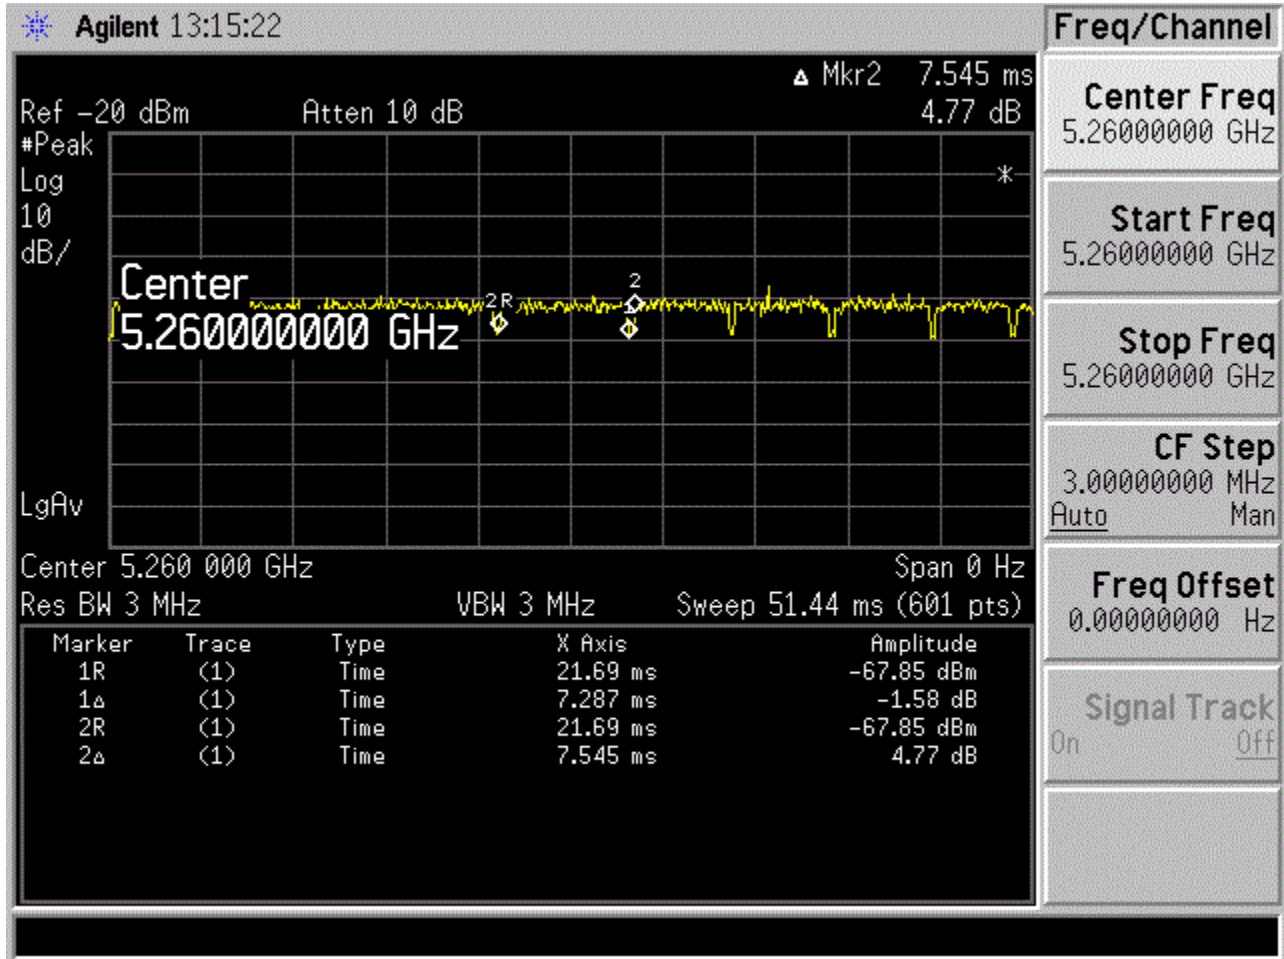 Agilent 13:15:22
Freq/Channel
Δ Mkr2 7.545 ms
Ref -20 dBm Atten 10 dB 4.77 dB
#Peak
Log
10
dB/
Center
5.260000000 GHz
2R
2
1
LgAv
Center 5.260 000 GHz Span 0 Hz
Res BW 3 MHz VBW 3 MHz Sweep 51.44 ms (601 pts)
Marker Trace Type X Axis Amplitude
1R (1) Time 21.69 ms -67.85 dBm
1Δ (1) Time 7.287 ms -1.58 dB
2R (1) Time 21.69 ms -67.85 dBm
2Δ (1) Time 7.545 ms 4.77 dB
Center Freq
5.26000000 GHz
Start Freq
5.26000000 GHz
Stop Freq
5.26000000 GHz
CF Step
3.00000000 MHz
Auto Man
Freq Offset
0.00000000 Hz
Signal Track
On Off